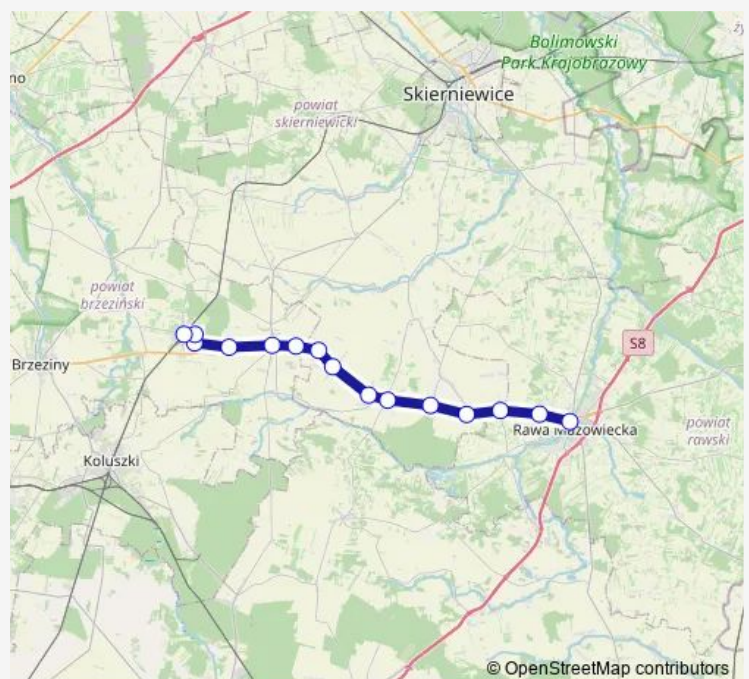 Bolimowski
Park Krajobrazowy
no
Skierniewice
powiat
skierniewicki
powiat
brzeziński
S8
Brzeziny
Rawa Mazowiecka
powiat
rawski
Koluszki
© OpenStreetMap contributors